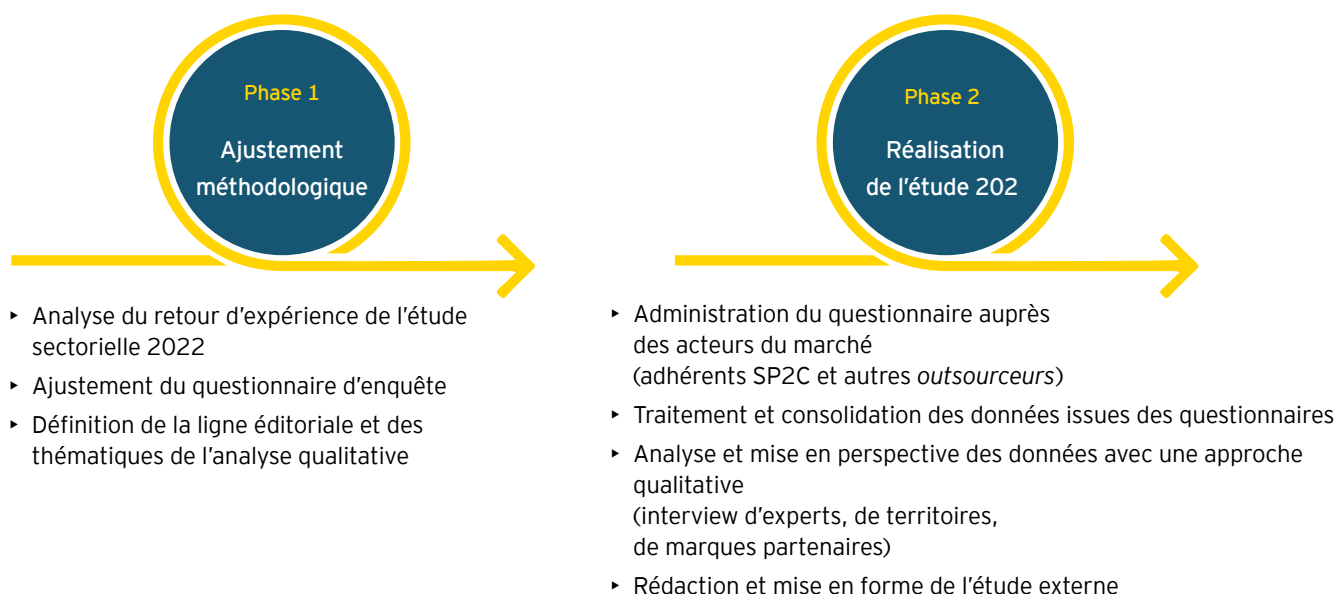 Phase 1
Ajustement
méthodologique
‣ Analyse du retour d'expérience de l'étude
sectorielle 2022
‣ Ajustement du questionnaire d'enquête
‣ Définition de la ligne éditoriale et des
thématiques de l'analyse qualitative
Phase 2
Réalisation
de l'étude 202
‣ Administration du questionnaire auprès
des acteurs du marché
(adhérents SP2C et autres outsourceurs)
‣ Traitement et consolidation des données issues des questionnaires
‣ Analyse et mise en perspective des données avec une approche
qualitative
(interview d'experts, de territoires,
de marques partenaires)
‣ Rédaction et mise en forme de l'étude externe